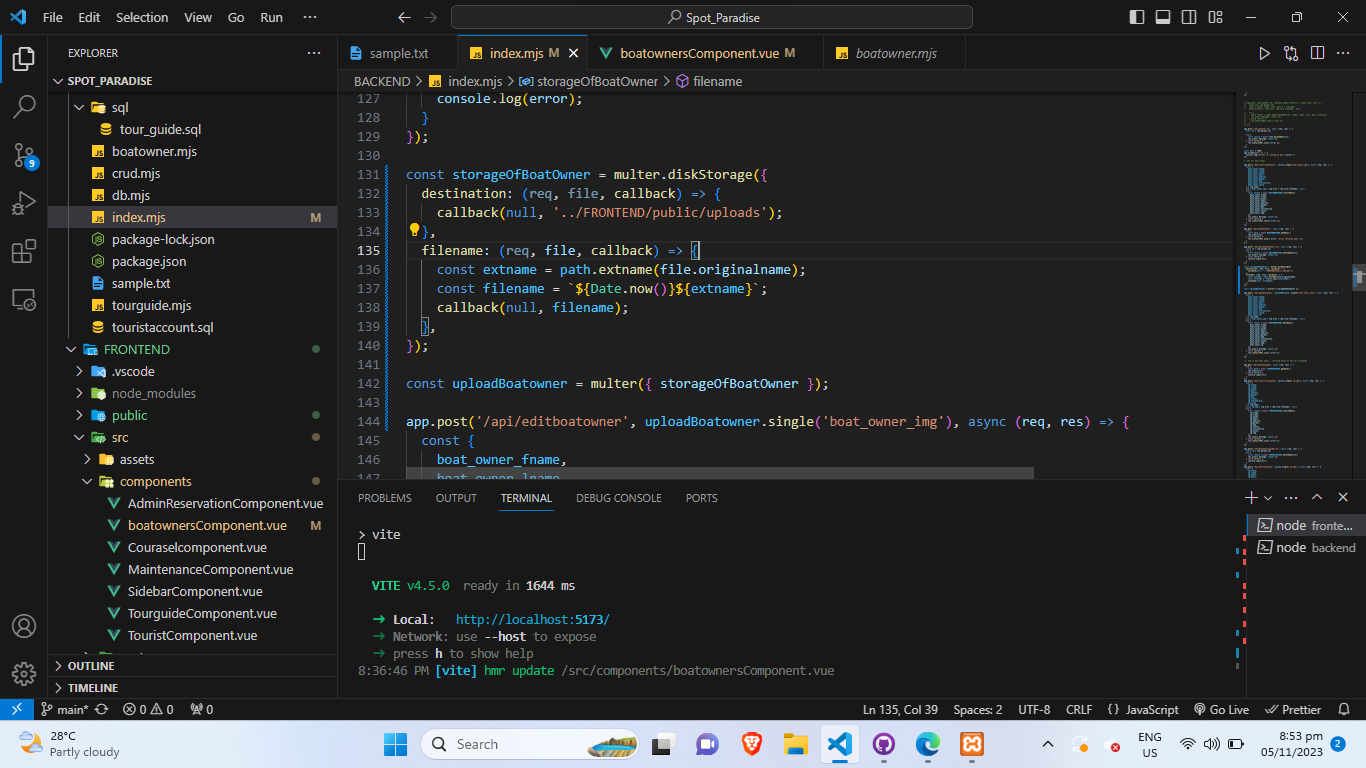 File Edit Selection View Go Run ··· Spot_Paradise
EXPLORER
SPOT_PARADISE
sql
tour_guide.sql
boatowner.mjs
crud.mjs
db.mjs
index.mjs M
package-lock.json
package.json
sample.txt
tourguide.mjs
touristaccount.sql
FRONTEND
.vscode
node_modules
public
src
assets
components
AdminReservationComponent.vue
boatownersComponent.vue M
Couraselcomponent.vue
MaintenanceComponent.vue
SidebarComponent.vue
TourguideComponent.vue
TouristComponent.vue
OUTLINE
TIMELINE
9
sample.txt index.mjs M boatownersComponent.vue M boatowner.mjs
BACKEND > index.mjs > storageOfBoatOwner > filename
127 console.log(error);
128 }
129 });
130
131 const storageOfBoatOwner = multer.diskStorage({
132 destination: (req, file, callback) => {
133 callback(null, '../FRONTEND/public/uploads');
134 },
135 filename: (req, file, callback) => {
136 const extname = path.extname(file.originalname);
137 const filename = `${Date.now()}${extname}`;
138 callback(null, filename);
139 },
140 });
141
142 const uploadBoatowner = multer({ storageOfBoatOwner });
143
144 app.post('/api/editboatowner', uploadBoatowner.single('boat_owner_img'), async (req, res) => {
145 const {
146 boat_owner_fname,
147 boat_owner_lname
PROBLEMS OUTPUT TERMINAL DEBUG CONSOLE PORTS
> vite
VITE v4.5.0 ready in 1644 ms
➜ Local: http://localhost:5173/
➜ Network: use --host to expose
➜ press h to show help
8:36:46 PM [vite] hmr update /src/components/boatownersComponent.vue
node fronte...
node backend
main* 0 0 0 Ln 135, Col 39 Spaces: 2 UTF-8 CRLF {} JavaScript Go Live Prettier
28°C
Partly cloudy
Search
ENG
US
8:53 pm
05/11/2023
2